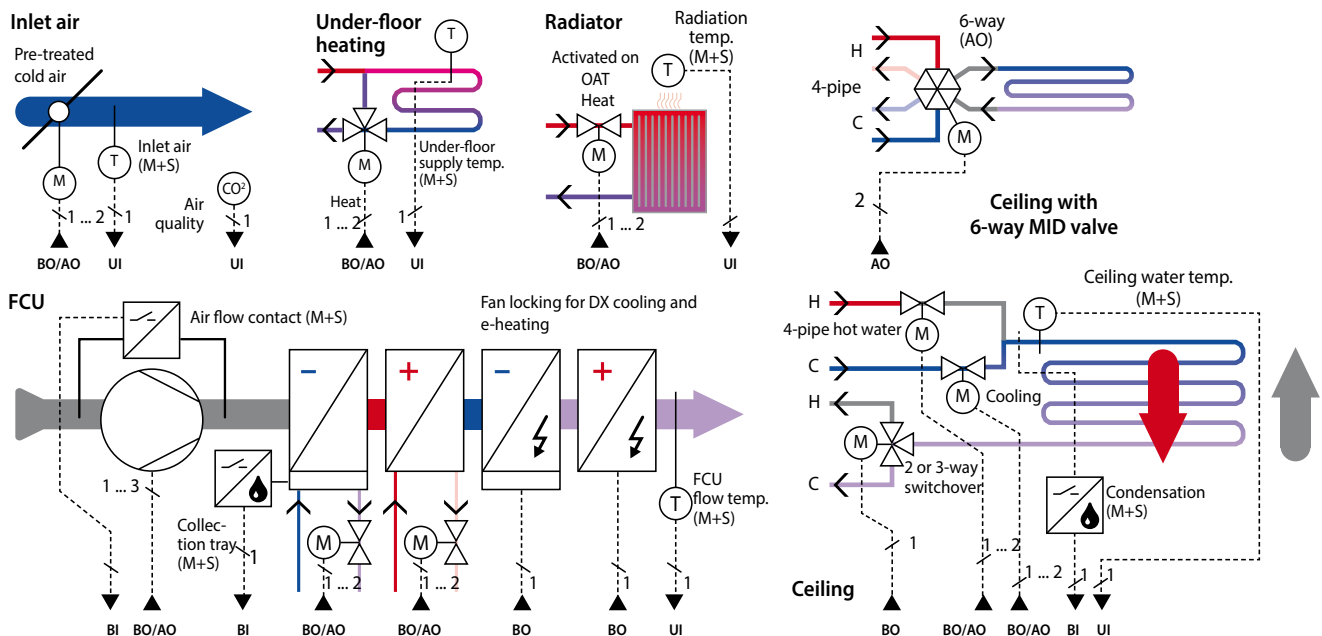 Inlet air
Pre-treated
cold air
M
T
Inlet air
(M+S)
CO²
Air
quality
1 ... 2
1
1
BO/AO
UI
UI
Under-floor
heating
T
M
Under-floor
supply temp.
(M+S)
Heat
1 ... 2
1
BO/AO
UI
Radiator
Radiation
temp.
(M+S)
Activated on
OAT
Heat
T
M
1 ... 2
BO/AO
UI
6-way
(AO)
H
4-pipe
C
M
2
AO
Ceiling with
6-way MID valve
FCU
Air flow contact (M+S)
Fan locking for DX cooling and
e-heating
–
+
–
+
1 ... 3
Collec-
tion tray
(M+S)
1
M
1 ... 2
M
1 ... 2
1
1
T
FCU
flow temp.
(M+S)
1
BI
BO/AO
BI
BO/AO
BO/AO
BO
BO
UI
Ceiling water temp.
(M+S)
H
T
4-pipe hot water
M
C
M
Cooling
H
M
2 or 3-way
switchover
C
Condensation
(M+S)
1
1 ... 2
1 ... 2
1
1
Ceiling
BO
BO/AO
BO/AO
BI
UI